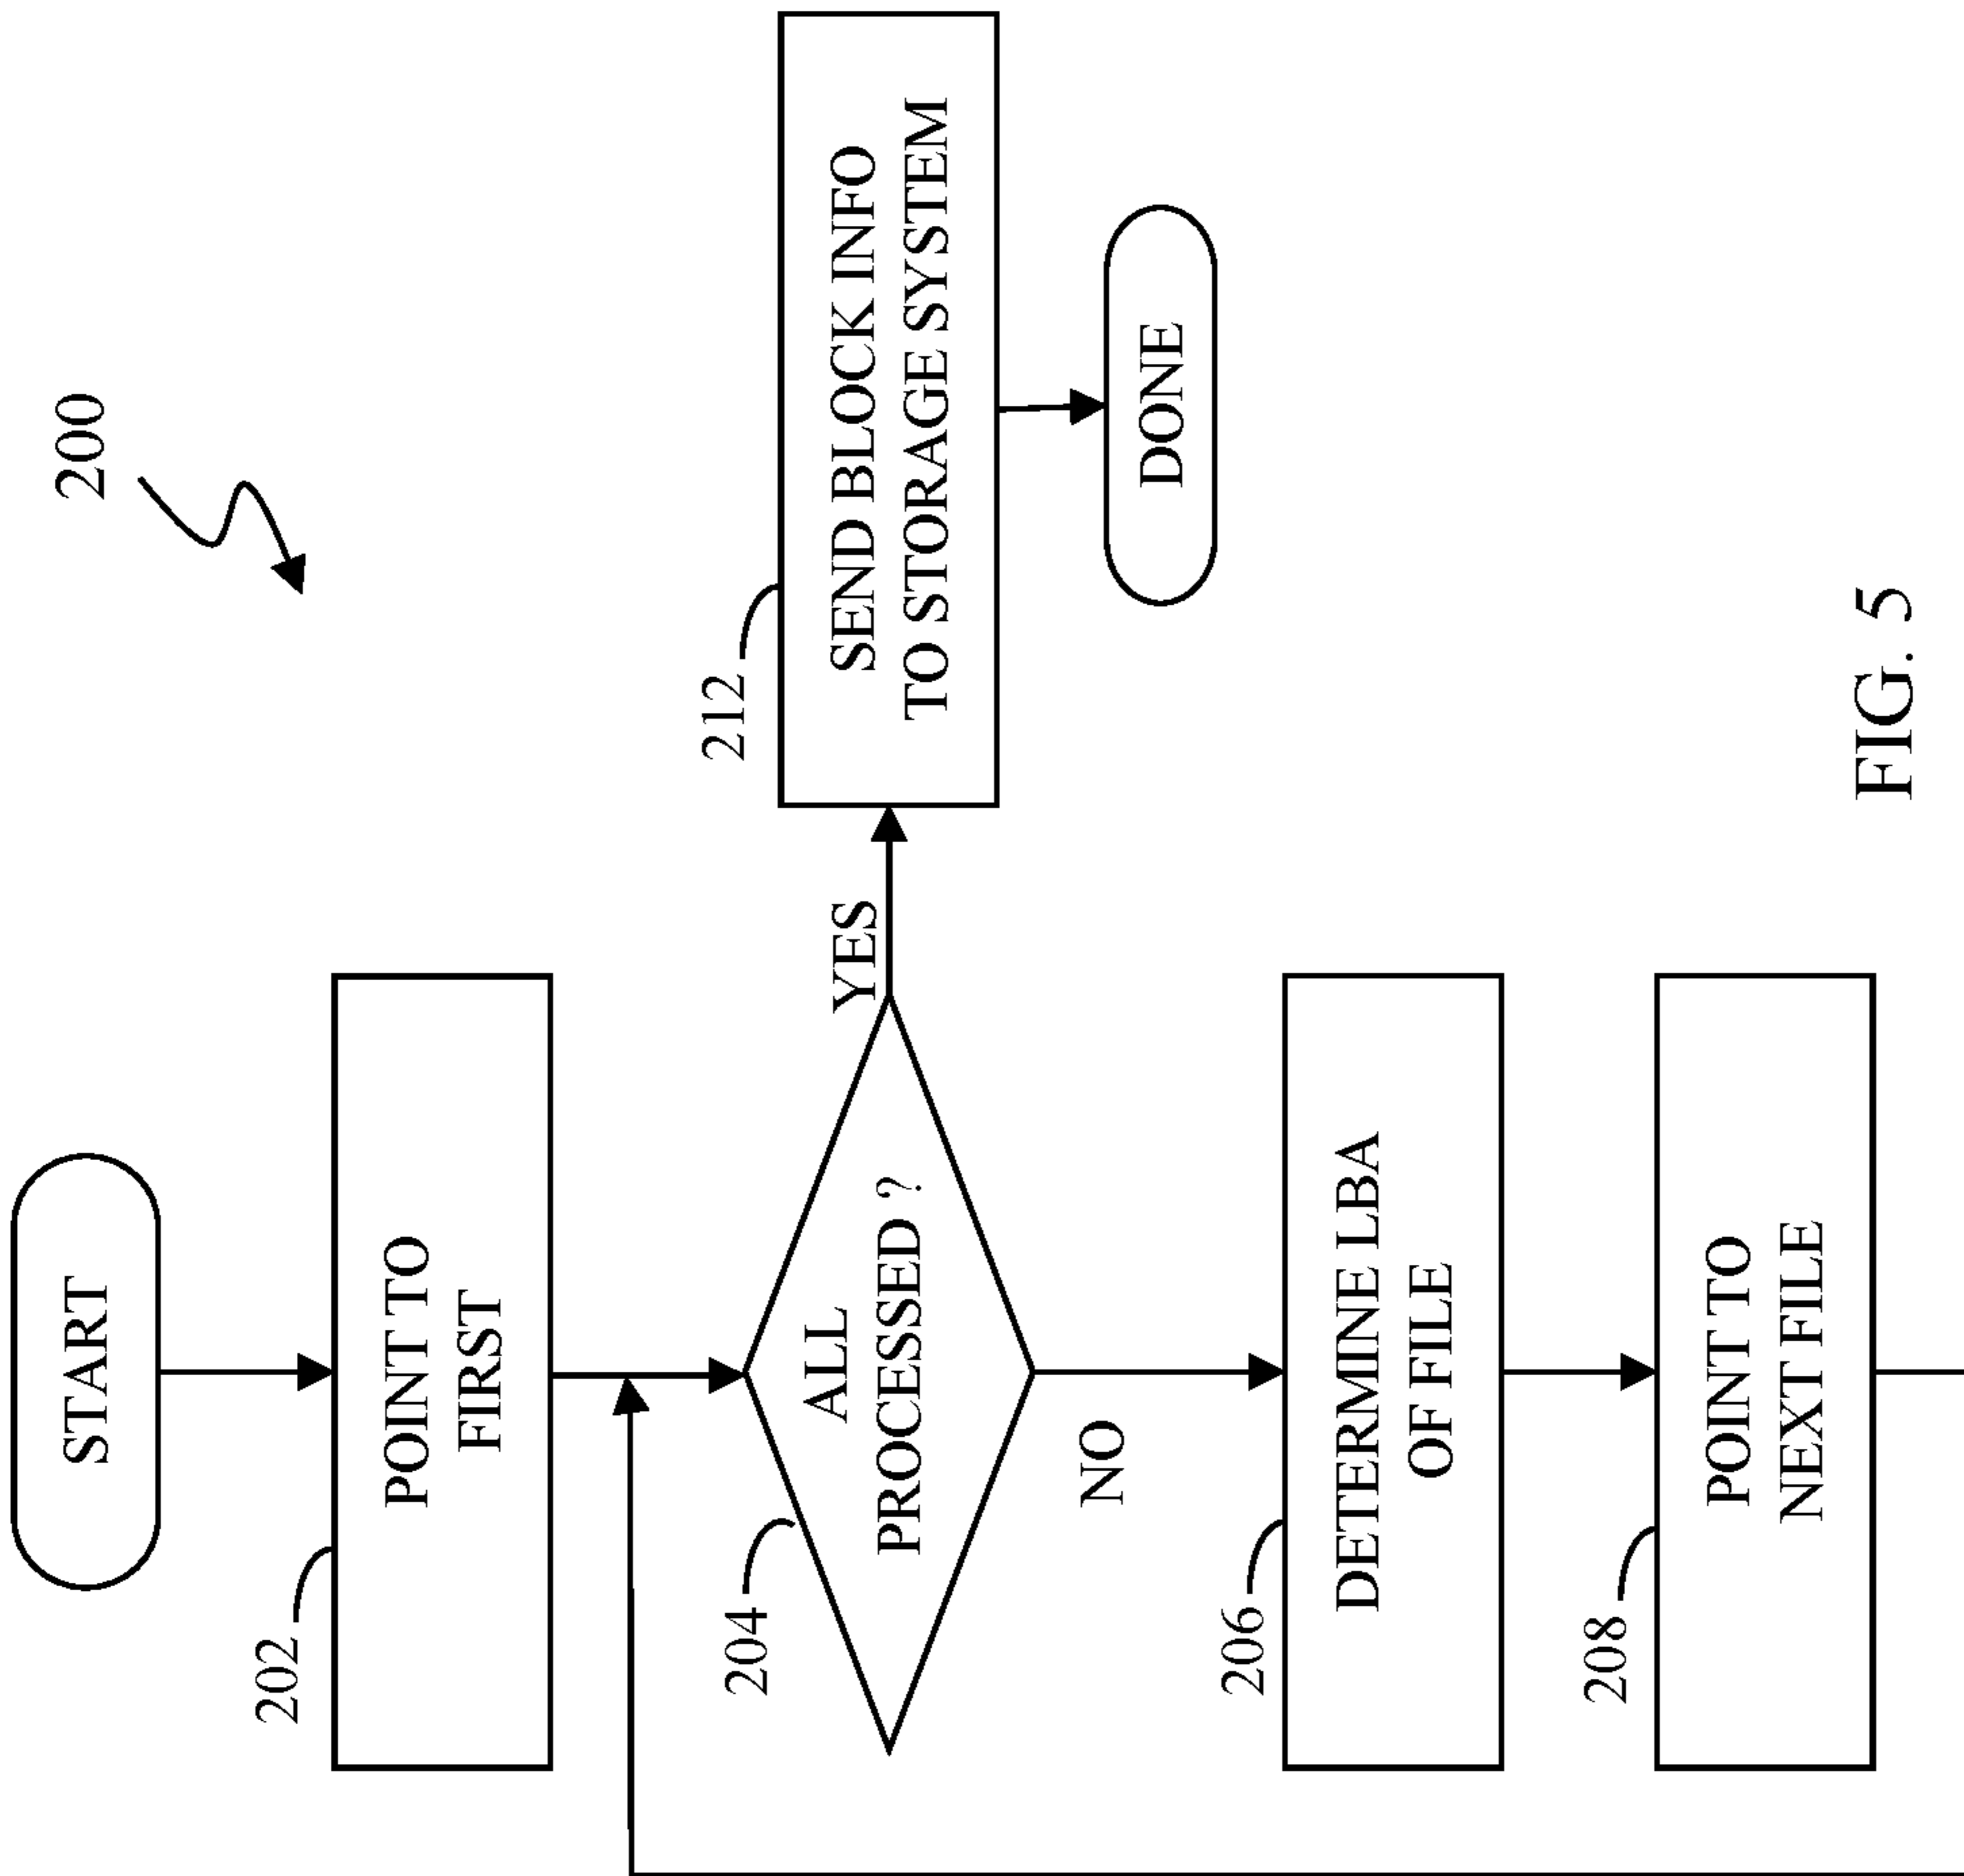 200
START
202
POINT TO
FIRST
204
ALL
PROCESSED ?
YES
212
SEND BLOCK INFO
TO STORAGE SYSTEM
DONE
NO
206
DETERMINE LBA
OF FILE
208
POINT TO
NEXT FILE
FIG. 5